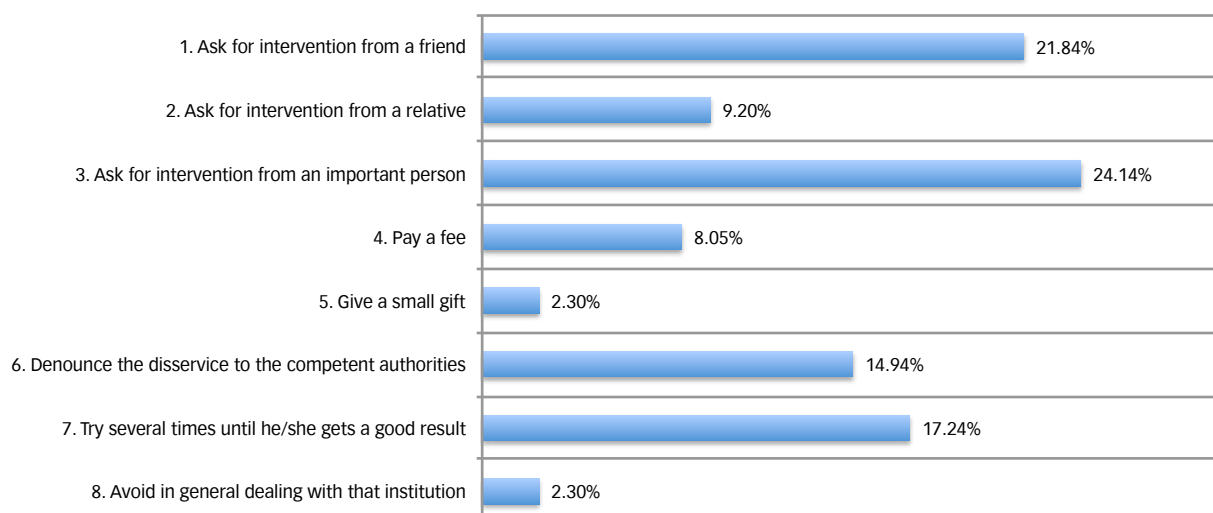 1. Ask for intervention from a friend 21.84%
2. Ask for intervention from a relative 9.20%
3. Ask for intervention from an important person 24.14%
4. Pay a fee 8.05%
5. Give a small gift 2.30%
6. Denounce the disservice to the competent authorities 14.94%
7. Try several times until he/she gets a good result 17.24%
8. Avoid in general dealing with that institution 2.30%